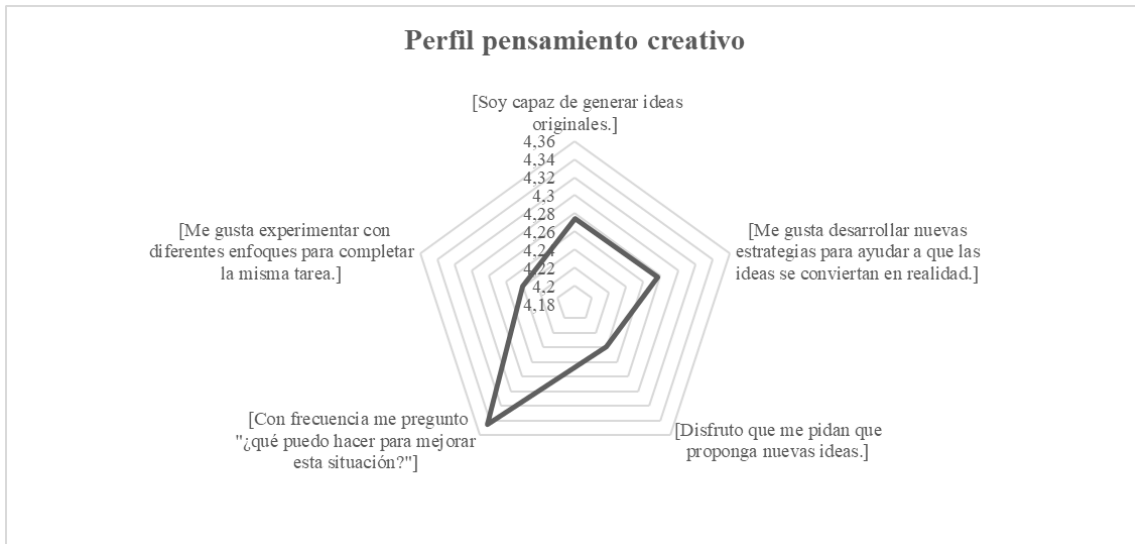 Perfil pensamiento creativo
[Soy capaz de generar ideas
originales.]
4,36
4,34
4,32
4,3
4,28
4,26
4,24
4,22
4,2
4,18
[Me gusta desarrollar nuevas
estrategias para ayudar a que las
ideas se conviertan en realidad.]
[Disfruto que me pidan que
proponga nuevas ideas.]
[Con frecuencia me pregunto
"¿qué puedo hacer para mejorar
esta situación?"]
[Me gusta experimentar con
diferentes enfoques para completar
la misma tarea.]